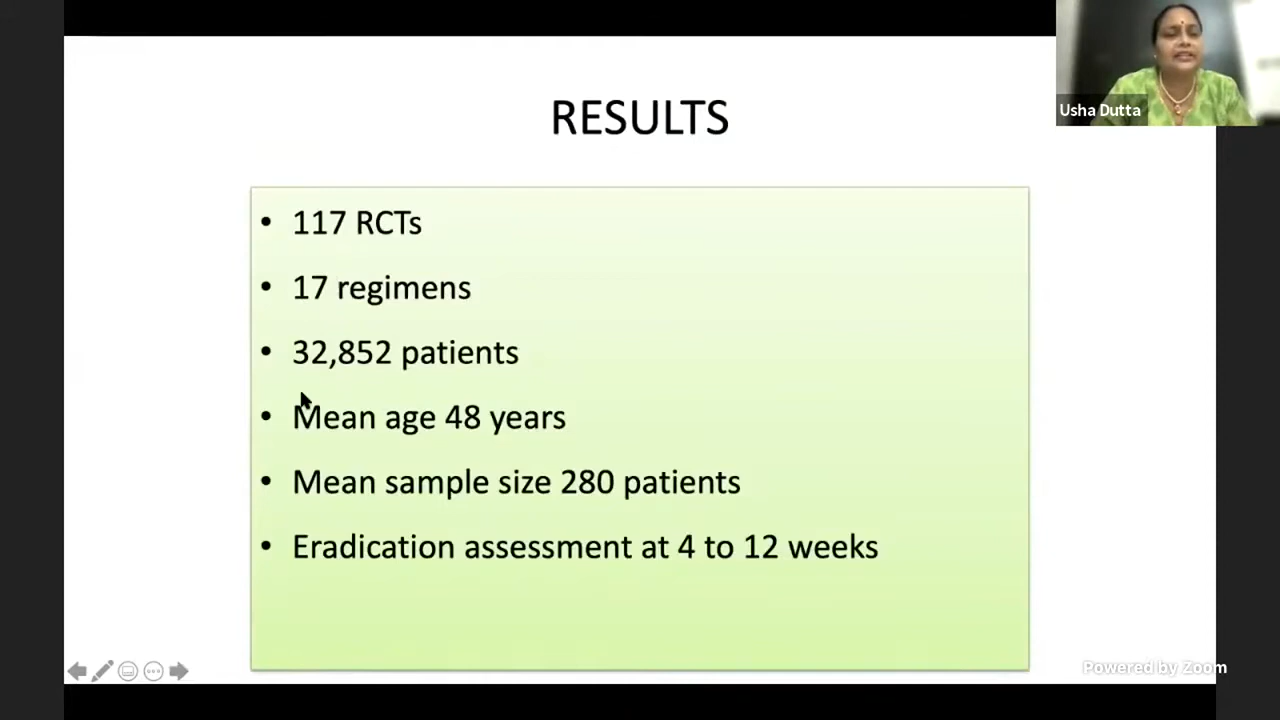 Usha Dutta
RESULTS
• 117 RCTs
• 17 regimens
• 32,852 patients
• Mean age 48 years
• Mean sample size 280 patients
• Eradication assessment at 4 to 12 weeks
Powered by Zoom